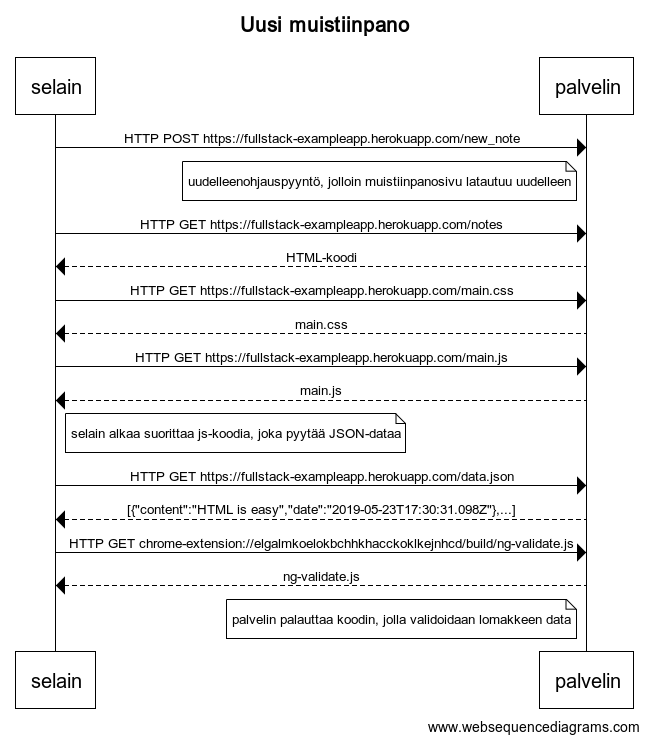 Uusi muistiinpano
selain
palvelin
HTTP POST https://fullstack-exampleapp.herokuapp.com/new_note
uudelleenohjauspyyntö, jolloin muistiinpanosivu latautuu uudelleen
HTTP GET https://fullstack-exampleapp.herokuapp.com/notes
HTML-koodi
HTTP GET https://fullstack-exampleapp.herokuapp.com/main.css
main.css
HTTP GET https://fullstack-exampleapp.herokuapp.com/main.js
main.js
selain alkaa suorittaa js-koodia, joka pyytää JSON-dataa
HTTP GET https://fullstack-exampleapp.herokuapp.com/data.json
[{"content":"HTML is easy","date":"2019-05-23T17:30:31.098Z"},...]
HTTP GET chrome-extension://elgalmkoelokbchhkhacckoklkejnhcd/build/ng-validate.js
ng-validate.js
palvelin palauttaa koodin, jolla validoidaan lomakkeen data
selain
palvelin
www.websequencediagrams.com